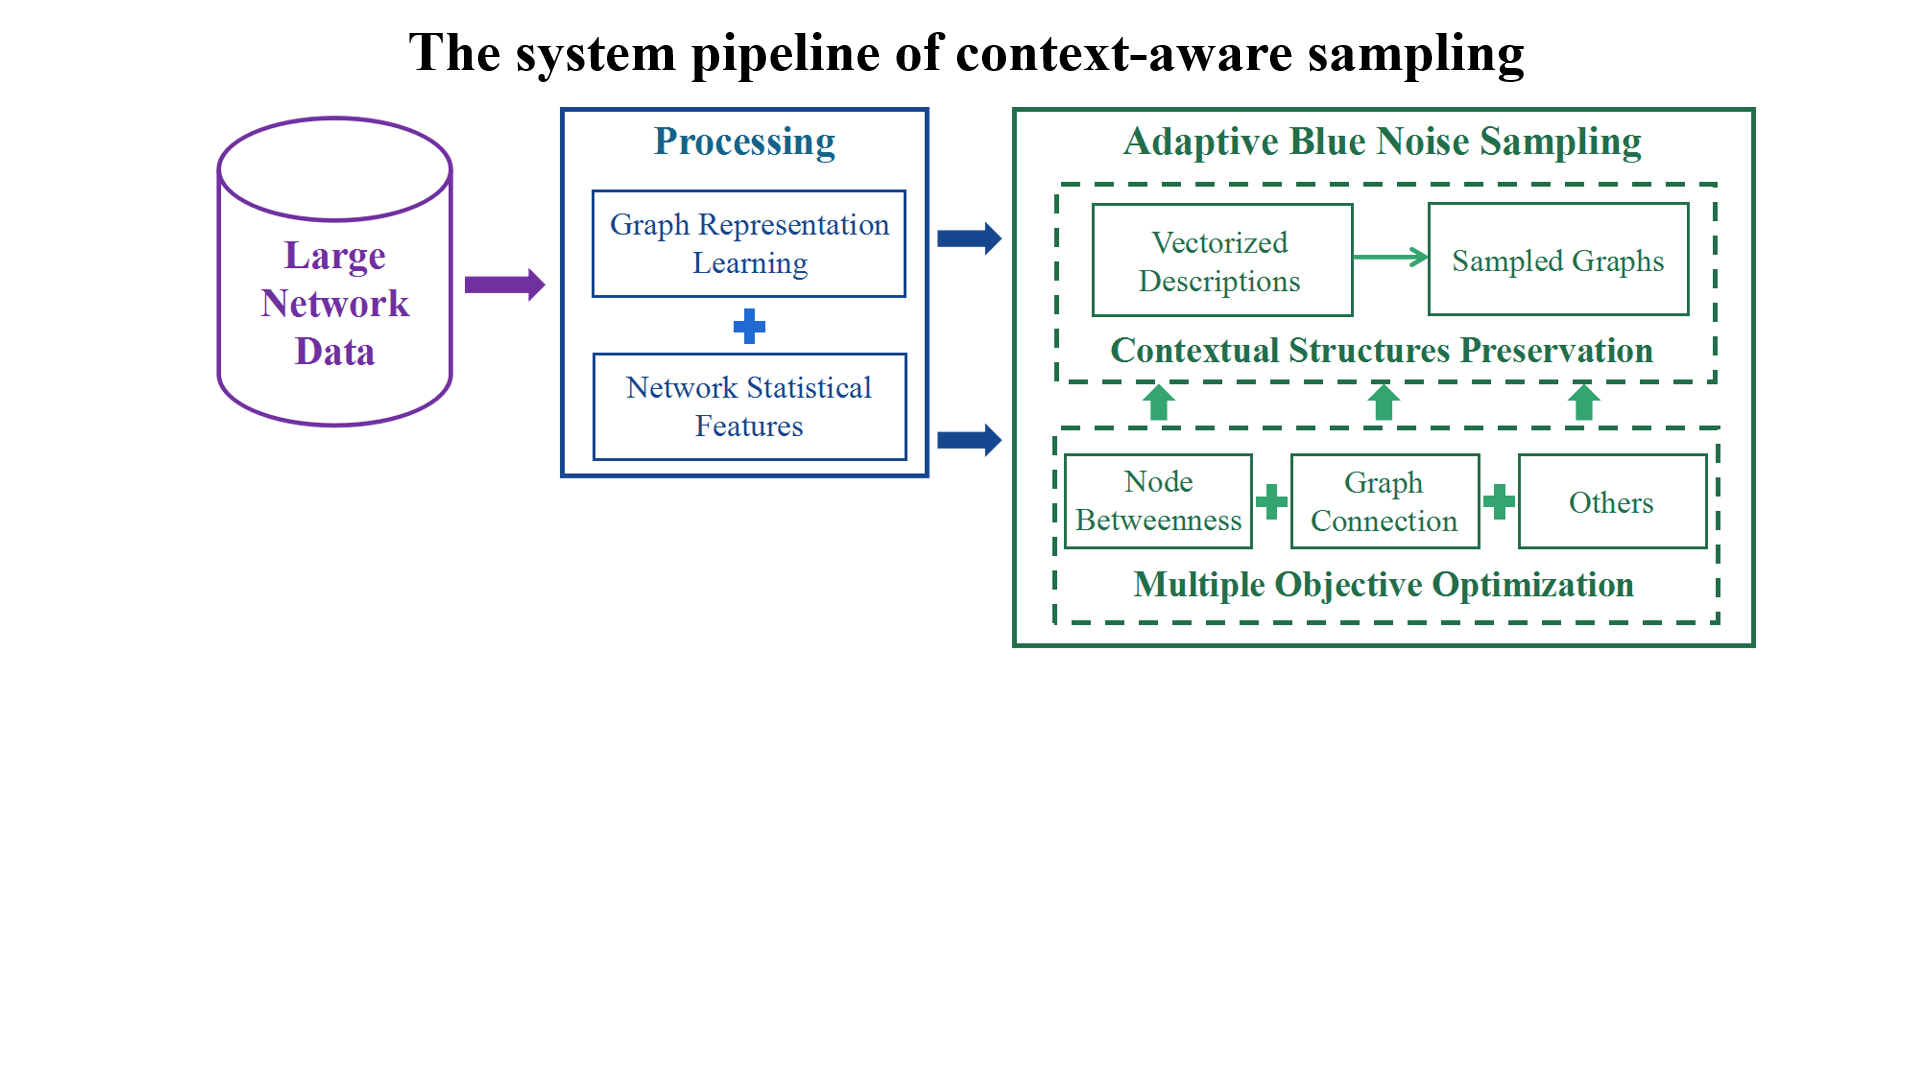 The system pipeline of context-aware sampling
Large
Network
Data
Processing
Graph Representation
Learning
Network Statistical
Features
Adaptive Blue Noise Sampling
Vectorized
Descriptions
Sampled Graphs
Contextual Structures Preservation
Node
Betweenness
Graph
Connection
Others
Multiple Objective Optimization